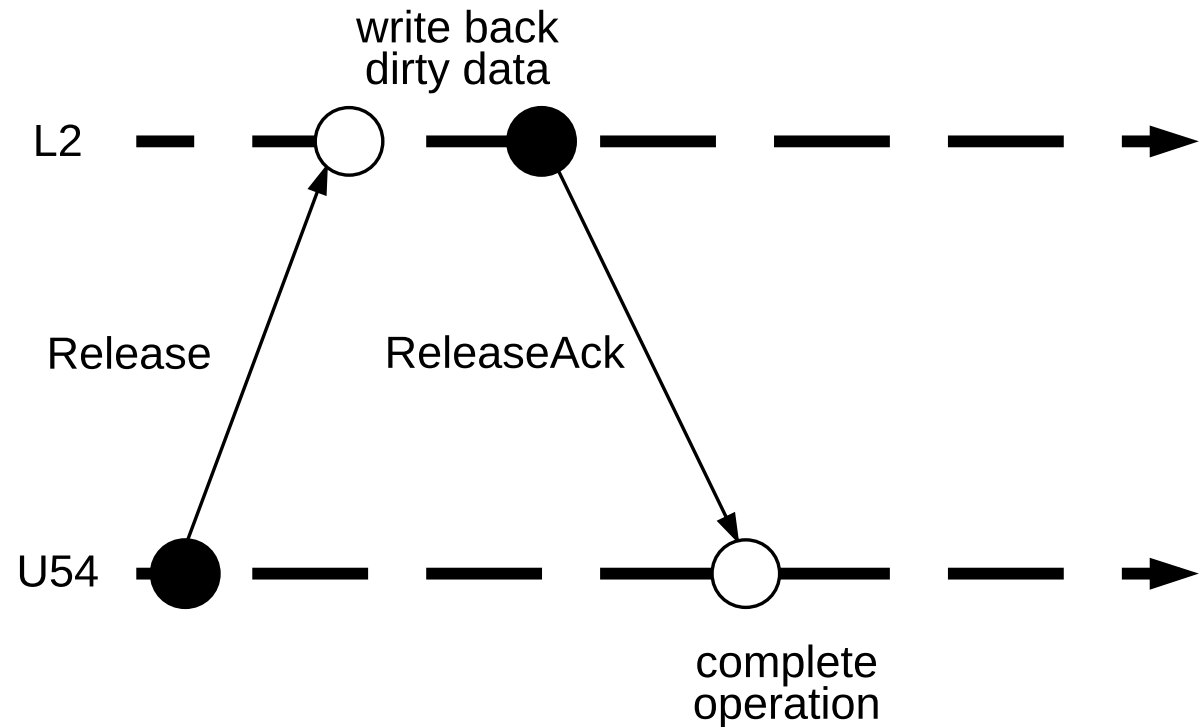 write back
dirty data
L2
Release
ReleaseAck
U54
complete
operation